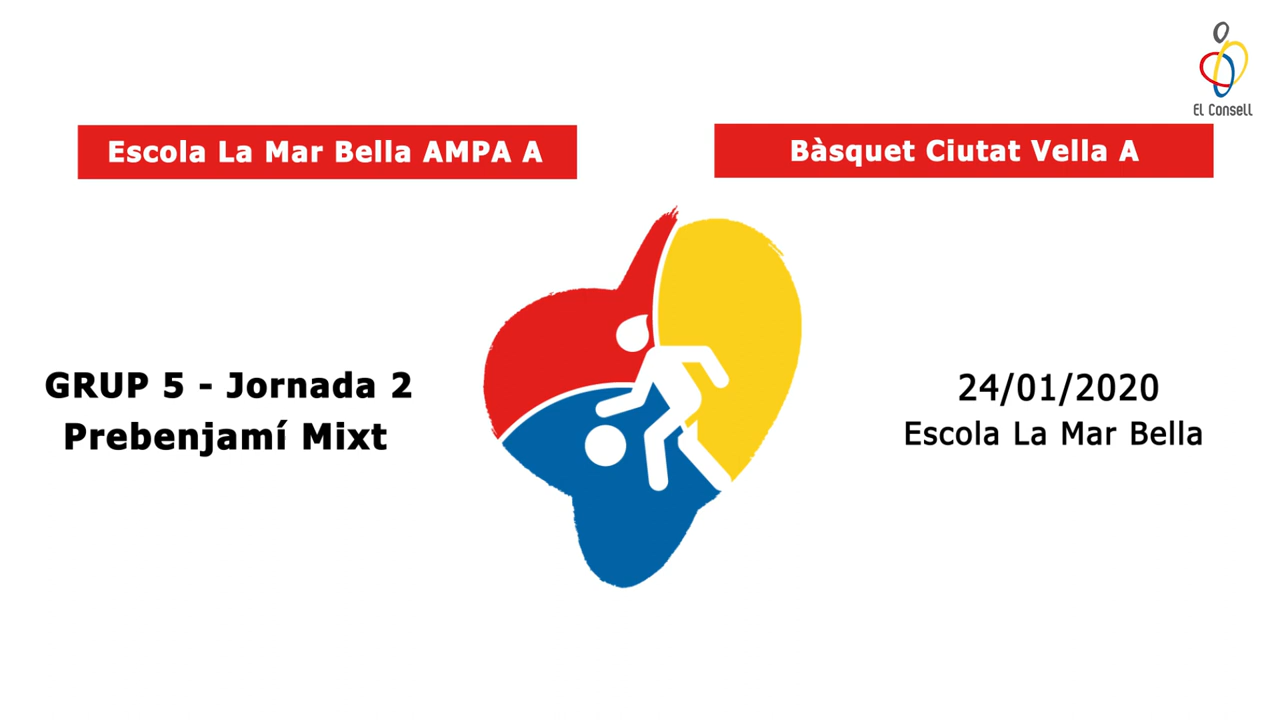 El Consell
Escola La Mar Bella AMPA A
Bàsquet Ciutat Vella A
GRUP 5 - Jornada 2
Prebenjamí Mixt
24/01/2020
Escola La Mar Bella